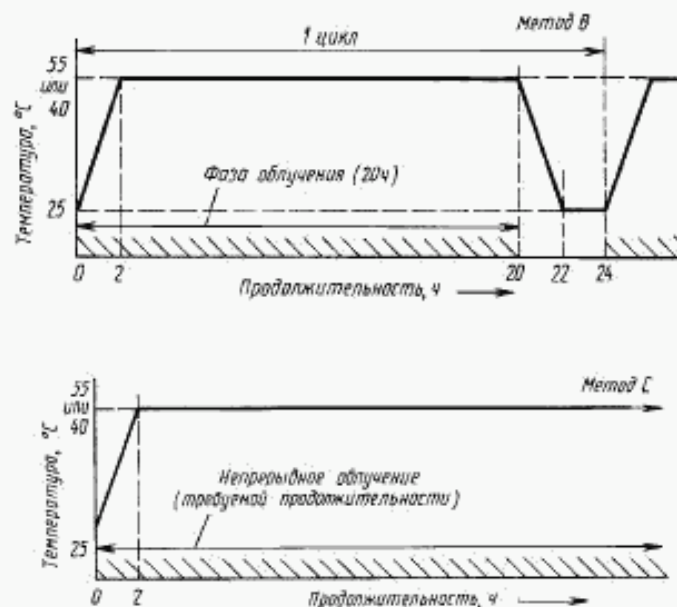 1 цикл
Метод В
55
или
40
Температура, °С
25
Фаза облучения (20ч)
0
2
20
22
24
Продолжительность, ч
Метод С
55
или
40
Температура, °С
25
Непрерывное облучение
(требуемой продолжительности)
0
2
Продолжительность ч